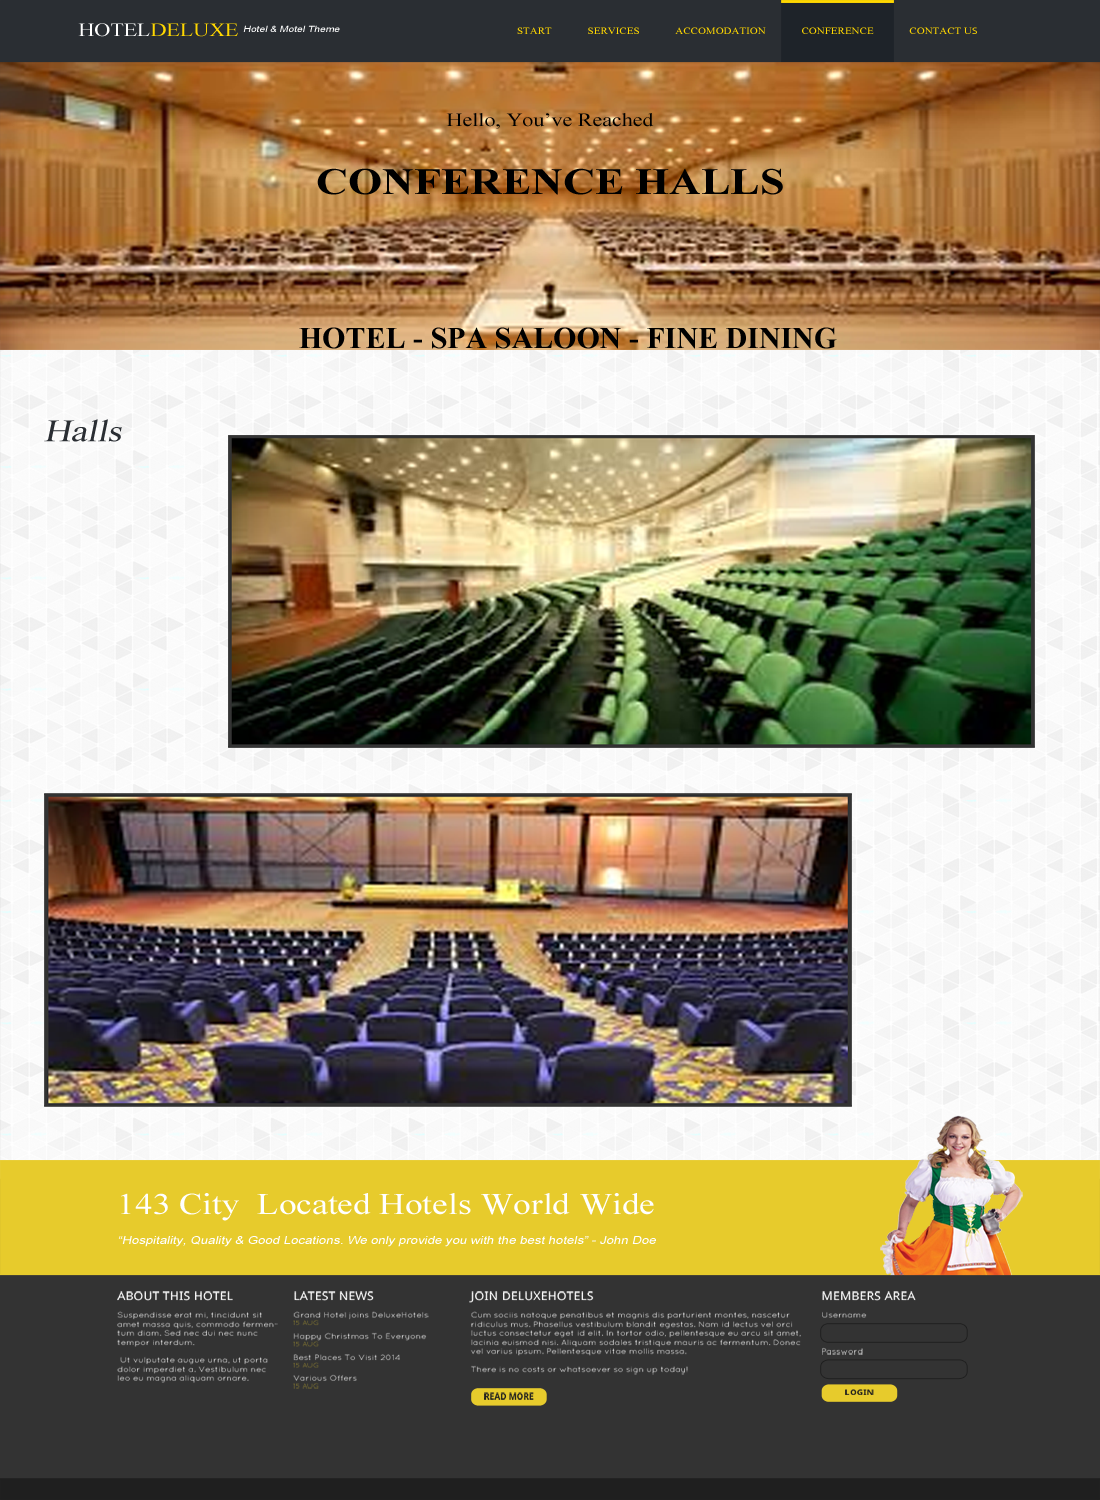 HOTELDELUXE Hotel & Motel Theme
START SERVICES ACCOMODATION CONFERENCE CONTACT US
Hello, You've Reached
CONFERENCE HALLS
HOTEL - SPA SALOON - FINE DINING
Halls
143 City Located Hotels World Wide
“Hospitality, Quality & Good Locations. We only provide you with the best hotels” - John Doe
ABOUT THIS HOTEL
Suspendisse erat mi, tincidunt sit
amet massa quis, commodo fermen-
tum diam. Sed nec dui nec nunc
tempor interdum.
Ut vulputate augue urna, ut porta
dolor imperdiet a. Vestibulum nec
leo eu magna aliquam ornare.
LATEST NEWS
Grand Hotel joins DeluxeHotels
15 AUG
Happy Christmas To Everyone
15 AUG
Best Places To Visit 2014
15 AUG
Various Offers
15 AUG
JOIN DELUXEHOTELS
Cum sociis natoque penatibus et magnis dis parturient montes, nascetur
ridiculus mus. Phasellus vestibulum blandit egestas. Nam id lectus vel orci
luctus consectetur eget id elit. In tortor odio, pellentesque eu arcu sit amet,
lacinia euismod nisi. Aliquam sodales tristique mauris ac fermentum. Donec
vel varius ipsum. Pellentesque vitae mollis massa.
There is no costs or whatsoever so sign up today!
READ MORE
MEMBERS AREA
Username
Password
LOGIN